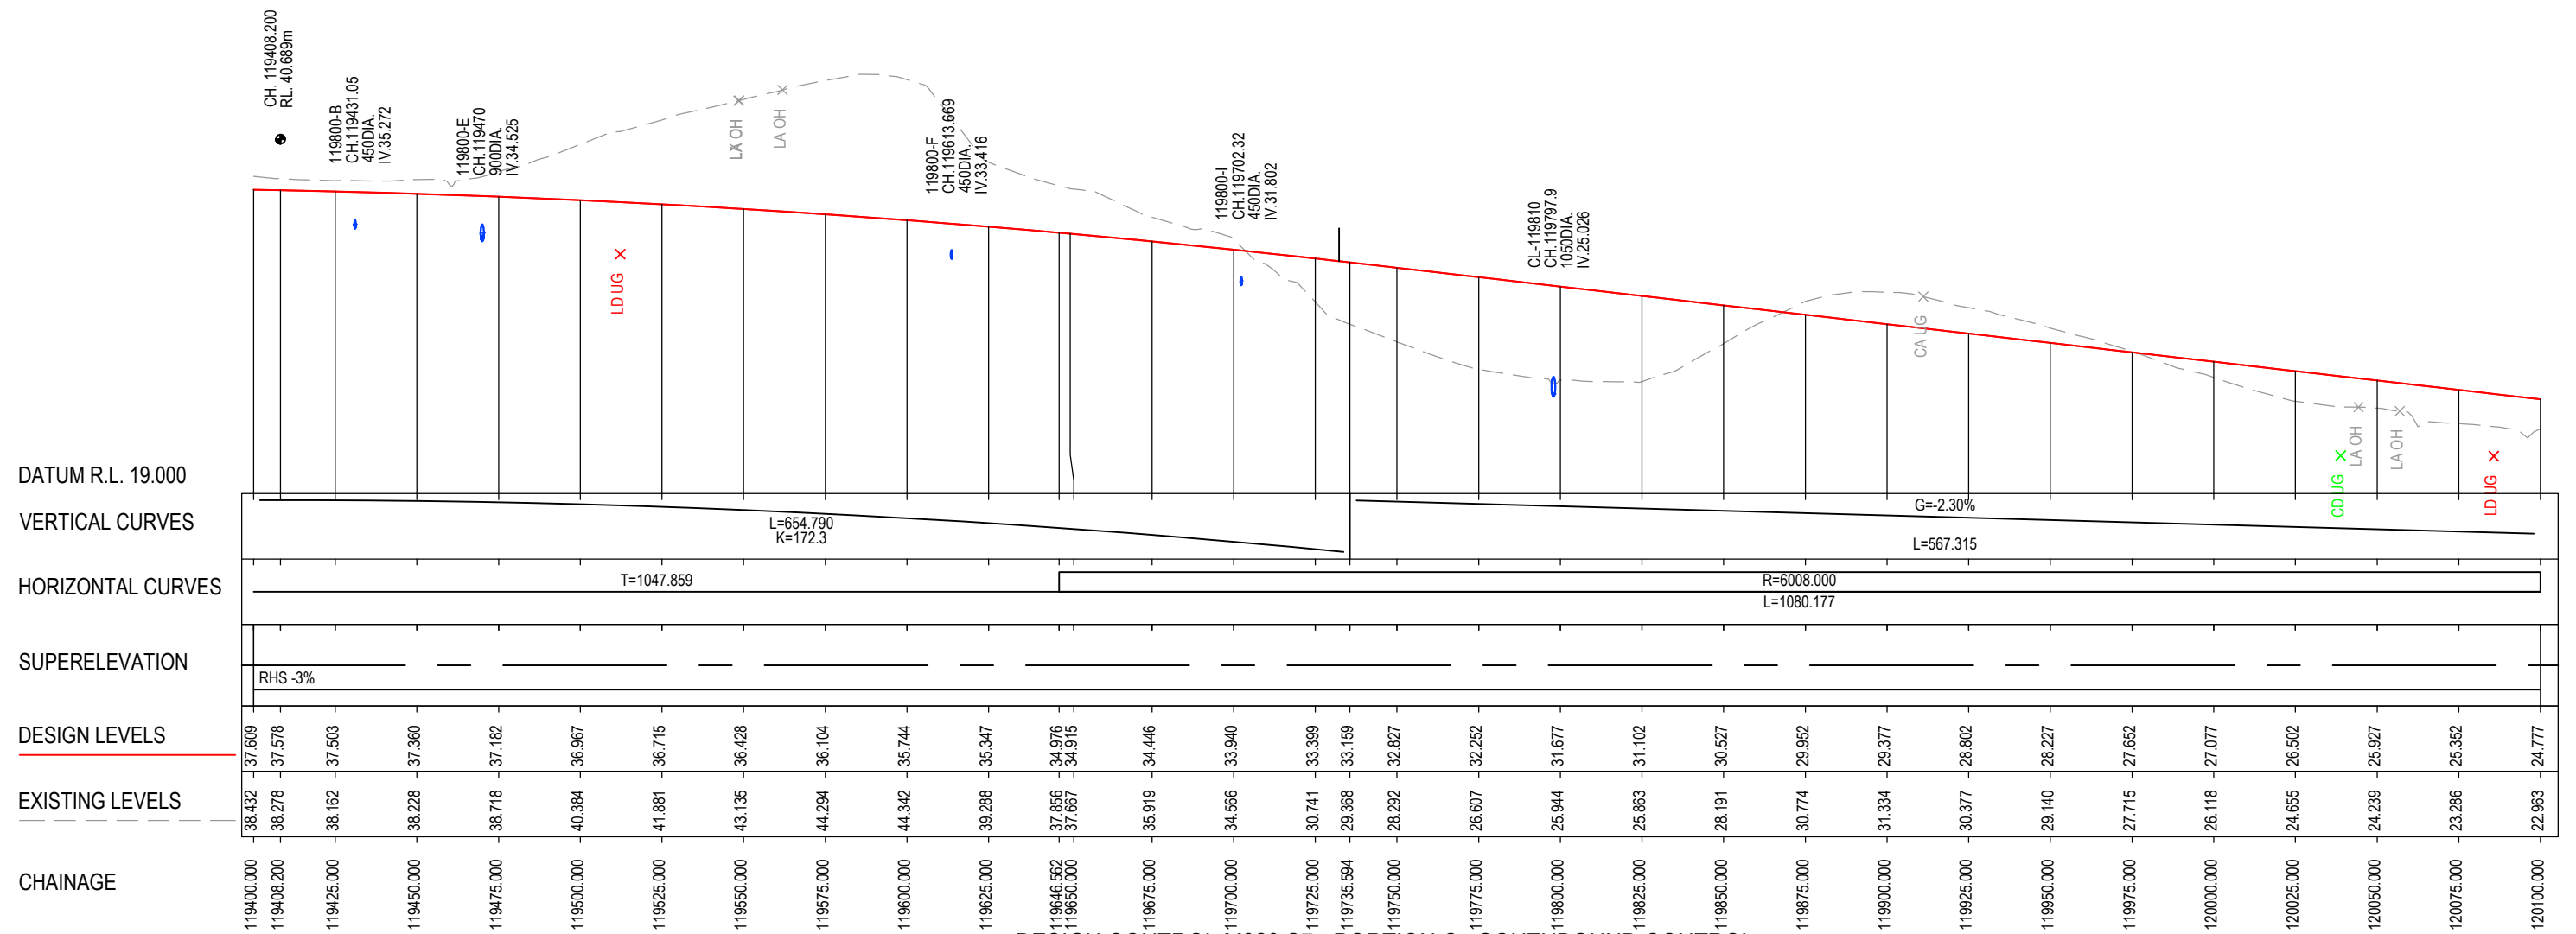 CH. 119408.200
RL. 40.689m
119800-B
CH.119431.05
450DIA.
IV.35.272
119800-E
CH.119470
900DIA.
IV.34.525
LD UG
LA OH
LA OH
119800-F
CH.119613.669
450DIA.
IV.33.416
119800-I
CH.119702.32
450DIA.
IV.31.802
CL-119810
CH.119797.9
1050DIA.
IV.25.026
CA UG
CD UG
LA OH
LA OH
LD UG
DATUM R.L. 19.000
VERTICAL CURVES
L=654.790
K=172.3
G=-2.30%
L=567.315
HORIZONTAL CURVES
T=1047.859
R=6008.000
L=1080.177
SUPERELEVATION
RHS -3%
DESIGN LEVELS
37.609 37.578 37.503 37.360 37.182 36.967 36.715 36.428 36.104 35.744 35.347 34.976 34.915 34.446 33.940 33.399 33.159 32.827 32.252 31.677 31.102 30.527 29.952 29.377 28.802 28.227 27.652 27.077 26.502 25.927 25.352 24.777
EXISTING LEVELS
38.432 38.278 38.162 38.228 38.718 40.384 41.881 43.135 44.294 44.342 39.288 37.856 37.667 35.919 34.566 30.741 29.368 28.292 26.607 25.944 25.863 28.191 30.774 31.334 30.377 29.140 27.715 26.118 24.655 24.239 23.286 22.963
CHAINAGE
119400.000 119408.200 119425.000 119450.000 119475.000 119500.000 119525.000 119550.000 119575.000 119600.000 119625.000 119646.562 119650.000 119675.000 119700.000 119725.000 119735.594 119750.000 119775.000 119800.000 119825.000 119850.000 119875.000 119900.000 119925.000 119950.000 119975.000 120000.000 120025.000 120050.000 120075.000 120100.000